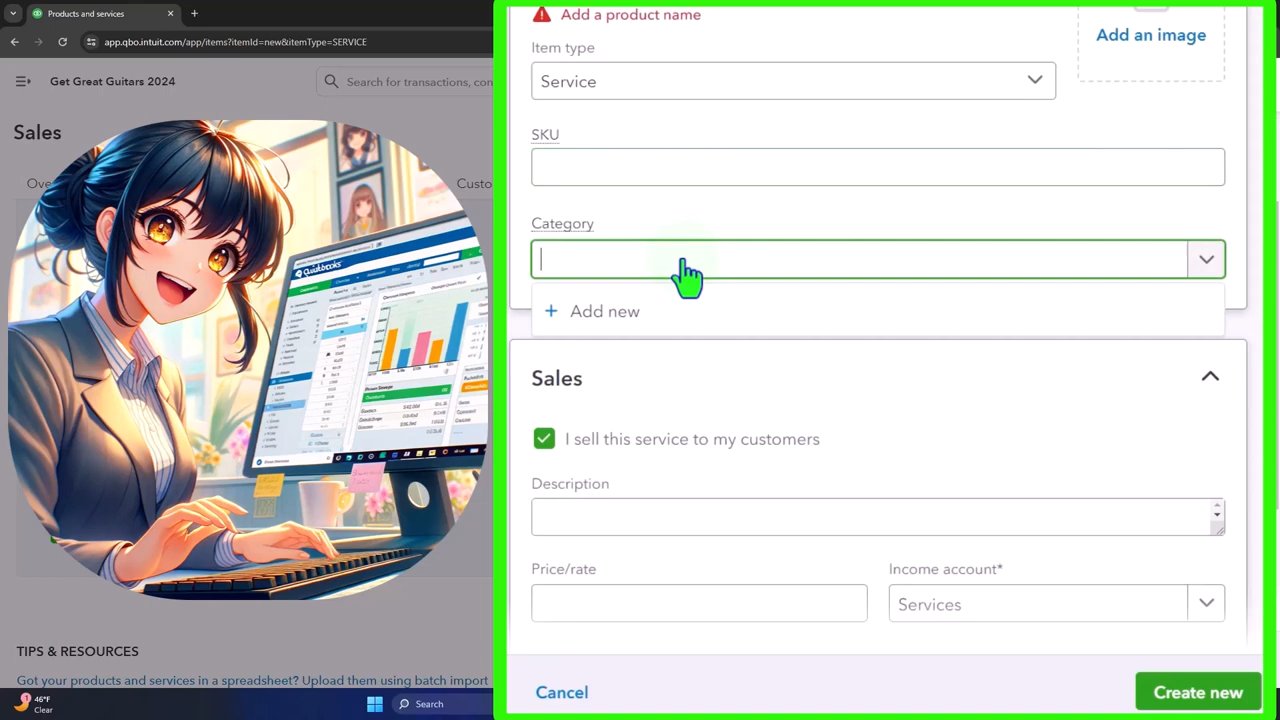 Products and services
app.qbo.intuit.com/app/items?itemId=new&itemType=SERVICE
Get Great Guitars 2024
Search for transactions, con
Sales
Ove
Custo
QuickBooks
TIPS & RESOURCES
Got your products and services in a spreadsheet? Upload them using batch import
46°F
Clear
Search
Add a product name
Add an image
Item type
Service
SKU
Category
+ Add new
Sales
I sell this service to my customers
Description
Price/rate
Income account*
Services
Cancel
Create new